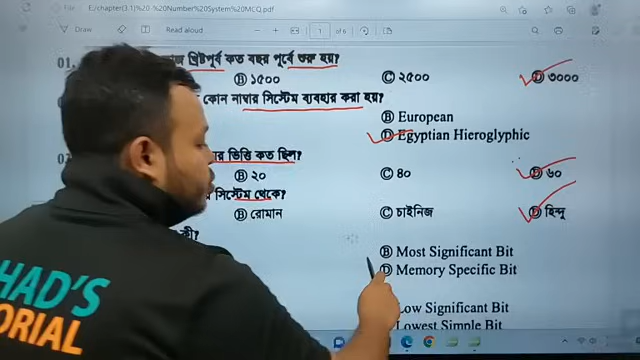 E:/chapter(3.1)%20-%20Number%20System%20MCQ.pdf
Draw Read aloud 1 of 6
01. খ্রিষ্টপূর্ব কত বছর পূর্বে শুরু হয়?
Ⓑ ১৫০০ Ⓒ ২৫০০ Ⓓ ৩০০০
কোন নাম্বার সিস্টেম ব্যবহার করা হয়?
Ⓑ European
Ⓓ Egyptian Hieroglyphic
ভিত্তি কত ছিল?
Ⓑ ২০ Ⓒ ৪০ Ⓓ ৬০
সিস্টেম থেকে?
Ⓑ রোমান Ⓒ চাইনিজ Ⓓ হিন্দু
কী?
Ⓑ Most Significant Bit
Ⓓ Memory Specific Bit
Low Significant Bit
Lowest Simple Bit
HAD'S
ORIAL